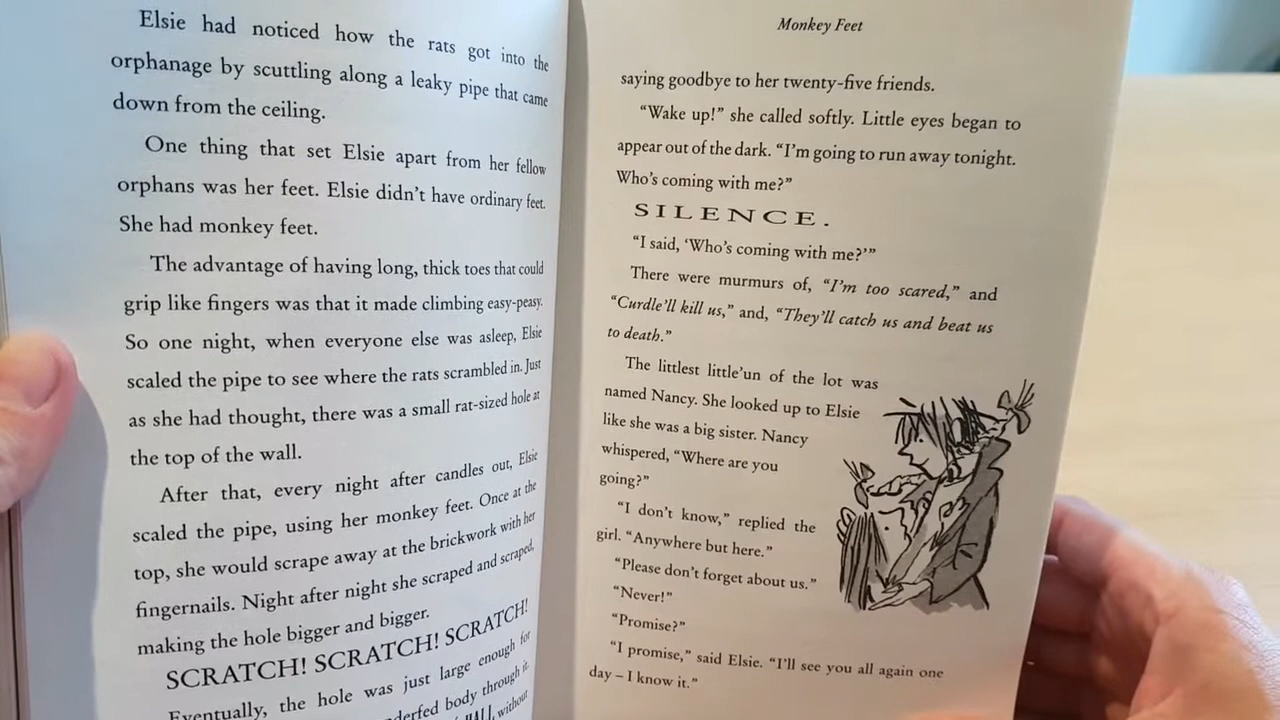 Elsie had noticed how the rats got into the
orphanage by scuttling along a leaky pipe that came
down from the ceiling.
One thing that set Elsie apart from her fellow
orphans was her feet. Elsie didn't have ordinary feet.
She had monkey feet.
The advantage of having long, thick toes that could
grip like fingers was that it made climbing easy-peasy.
So one night, when everyone else was asleep, Elsie
scaled the pipe to see where the rats scrambled in. Just
as she had thought, there was a small rat-sized hole at
the top of the wall.
After that, every night after candles out, Elsie
scaled the pipe, using her monkey feet. Once at the
top, she would scrape away at the brickwork with her
fingernails. Night after night she scraped and scraped,
making the hole bigger and bigger.
SCRATCH! SCRATCH! SCRATCH!
Eventually, the hole was just large enough for
body through it.
without
Monkey Feet
saying goodbye to her twenty-five friends.
“Wake up!” she called softly. Little eyes began to
appear out of the dark. “I'm going to run away tonight.
Who's coming with me?”
SILENCE.
“I said, ‘Who's coming with me?’”
There were murmurs of, “I'm too scared,” and
“Curdle'll kill us,” and, “They'll catch us and beat us
to death.”
The littlest little'un of the lot was
named Nancy. She looked up to Elsie
like she was a big sister. Nancy
whispered, “Where are you
going?”
“I don't know,” replied the
girl. “Anywhere but here.”
“Please don't forget about us.”
“Never!”
“Promise?”
“I promise,” said Elsie. “I'll see you all again one
day – I know it.”